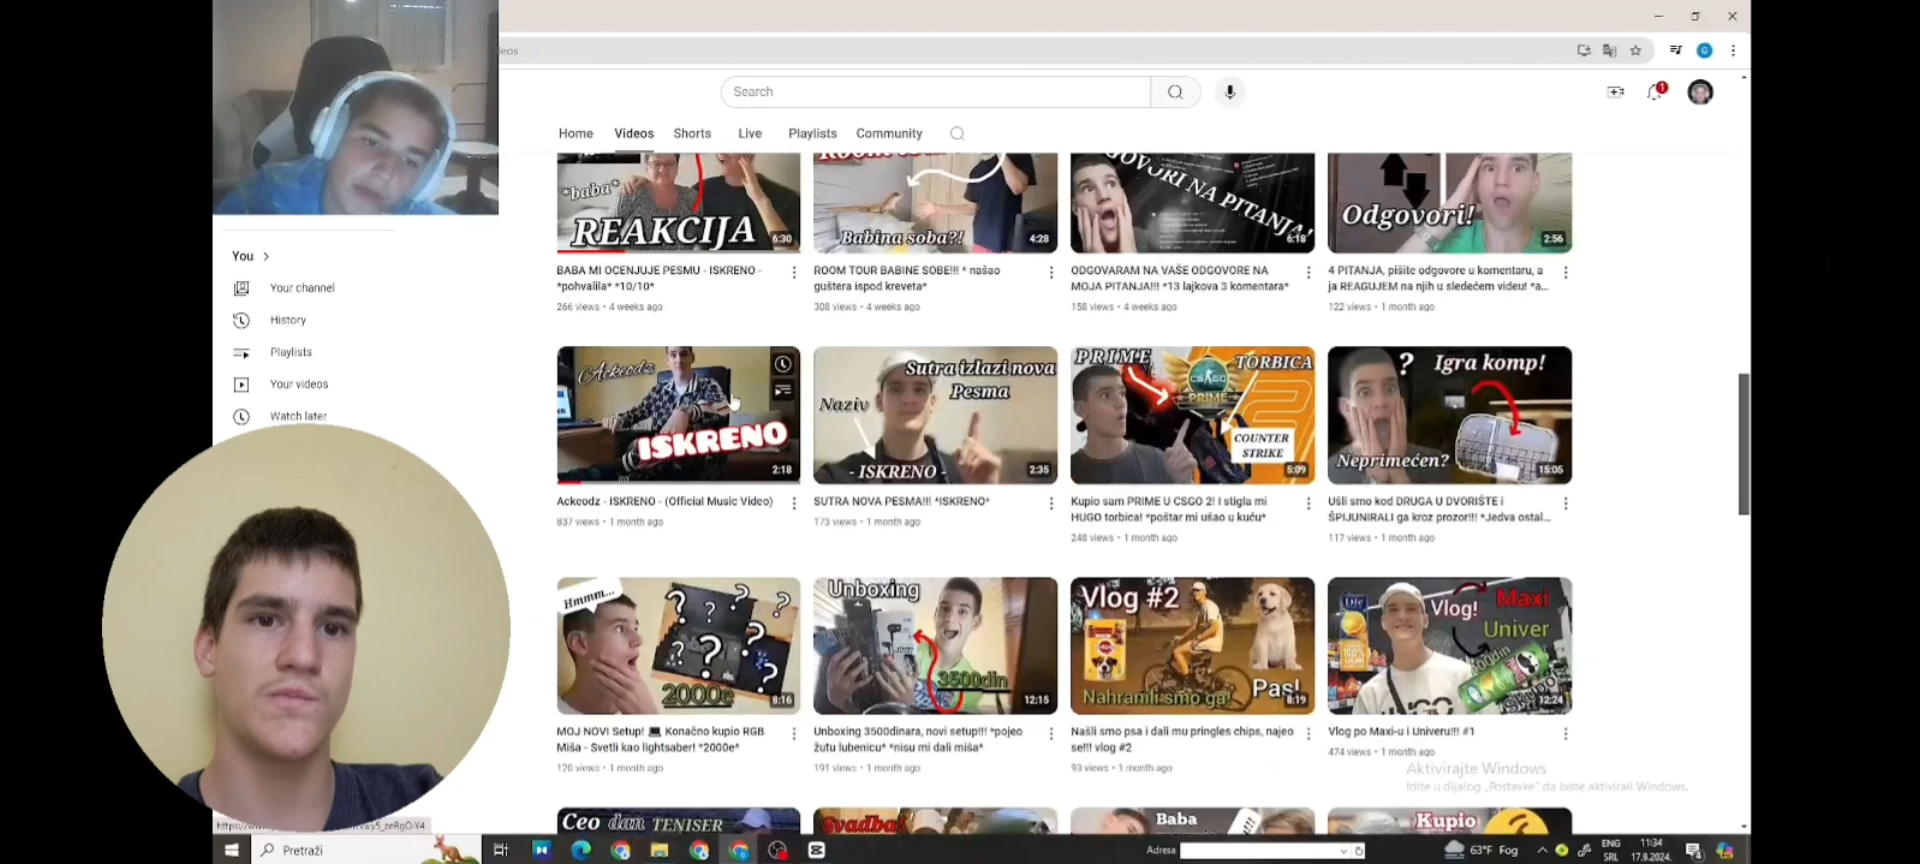 Search
Home Videos Shorts Live Playlists Community
*baba*
REAKCIJA
6:30
Babina soba?!
4:28
GOVORI NA PITANJA!
6:18
Odgovori!
2:56
BABA MI OCENJUJE PESMU - ISKRENO -
*pohvalila* *10/10*
266 views • 4 weeks ago
ROOM TOUR BABINE SOBE!!! * našao
guštera ispod kreveta*
308 views • 4 weeks ago
ODGOVARAM NA VAŠE ODGOVORE NA
MOJA PITANJA!!! *13 lajkova 3 komentara*
158 views • 4 weeks ago
4 PITANJA, pišite odgovore u komentaru, a
ja REAGUJEM na njih u sledećem videu! *a...
122 views • 1 month ago
You
Your channel
History
Playlists
Your videos
Watch later
Ackeodz
ISKRENO
2:18
Sutra izlazi nova
Pesma
Naziv
- ISKRENO -
2:35
PRIME
TORBICA
CS:GO
PRIME
2
COUNTER
STRIKE
5:09
? Igra komp!
Neprimećen?
15:05
Ackeodz - ISKRENO - (Official Music Video)
837 views • 1 month ago
SUTRA NOVA PESMA!!! *ISKRENO*
173 views • 1 month ago
Kupio sam PRIME U CSGO 2! I stigla mi
HUGO torbica! *poštar mi ušao u kuću*
248 views • 1 month ago
Ušli smo kod DRUGA U DVORIŠTE i
ŠPIJUNIRALI ga kroz prozor!!! *Jedva ostal...
117 views • 1 month ago
Hmmm...
? ? ? ? ? ? ? ?
2000e
8:16
Unboxing
3500din
12:15
Vlog #2
Nahranili smo ga!
Pas!
8:19
Vlog!
Maxi
Univer
12:24
MOJ NOVI Setup! 💻 Konačno kupio RGB
Miša - Svetli kao lightsaber! *2000e*
120 views • 1 month ago
Unboxing 3500dinara, novi setup!!! *pojeo
žutu lubenicu* *nisu mi dali miša*
191 views • 1 month ago
Našli smo psa i dali mu pringles chips, najeo
se!!! vlog #2
93 views • 1 month ago
Vlog po Maxi-u i Univeru!!! #1
474 views • 1 month ago
Aktivirajte Windows
Idite u dijalog „Postavke“ da biste aktivirali Windows.
Ceo dan TENISER
Svadba!
Baba
Kupio
Pretraži
Adresa
63°F Fog
ENG
SRL
11:34
17.9.2024.